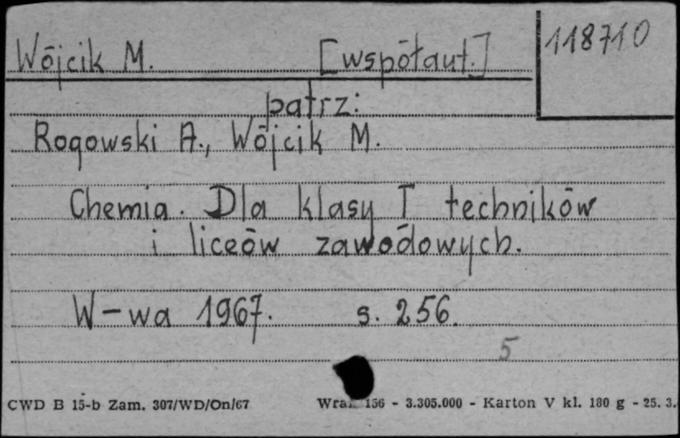 Wójcik M. [współaut.] 118710
patrz:
Rogowski A., Wójcik M.
Chemia. Dla klasy I techników
i liceów zawodowych.
W-wa 1967. s. 256.
5
CWD B 15-b Zam. 307/WD/On/67 156 - 3.305.000 - Karton V kl. 180 g - 25. 3.